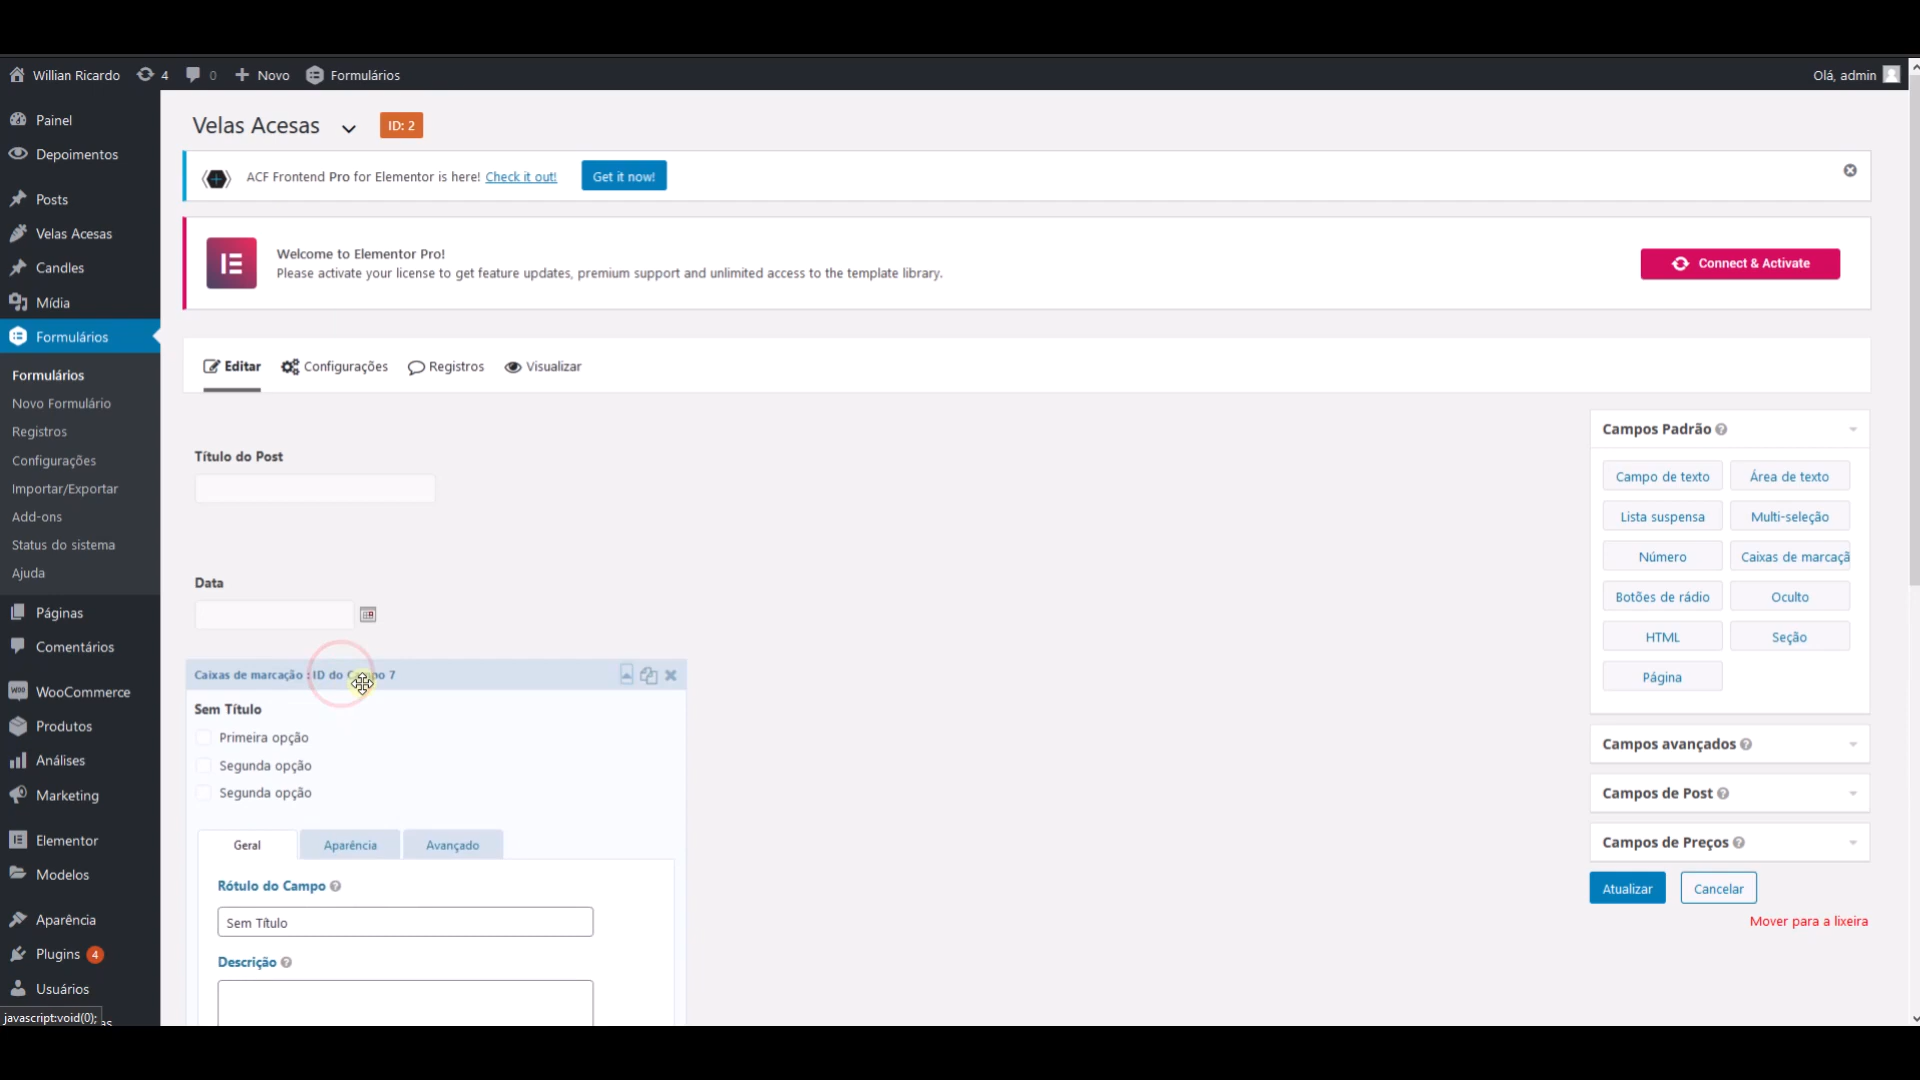 Willian Ricardo 4 0 Novo Formulários Olá, admin
Painel
Depoimentos
Posts
Velas Acesas
Candles
Mídia
Formulários
Formulários
Novo Formulário
Registros
Configurações
Importar/Exportar
Add-ons
Status do sistema
Ajuda
Páginas
Comentários
WooCommerce
Produtos
Análises
Marketing
Elementor
Modelos
Aparência
Plugins 4
Usuários
javascript:void(0);
Velas Acesas ID: 2
ACF Frontend Pro for Elementor is here! Check it out! Get it now!
Welcome to Elementor Pro!
Please activate your license to get feature updates, premium support and unlimited access to the template library.
Connect & Activate
Editar Configurações Registros Visualizar
Título do Post
Data
Caixas de marcação : ID do Campo 7
Sem Título
Primeira opção
Segunda opção
Segunda opção
Geral Aparência Avançado
Rótulo do Campo
Sem Título
Descrição
Campos Padrão
Campo de texto Área de texto
Lista suspensa Multi-seleção
Número Caixas de marcaçã
Botões de rádio Oculto
HTML Seção
Página
Campos avançados
Campos de Post
Campos de Preços
Atualizar Cancelar
Mover para a lixeira